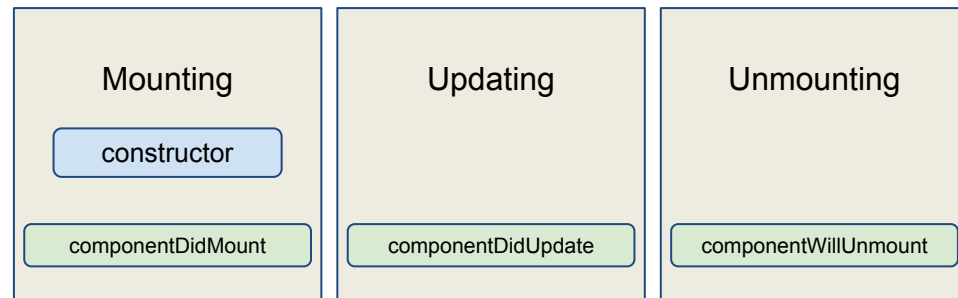 Mounting
constructor
componentDidMount
Updating
componentDidUpdate
Unmounting
componentWillUnmount